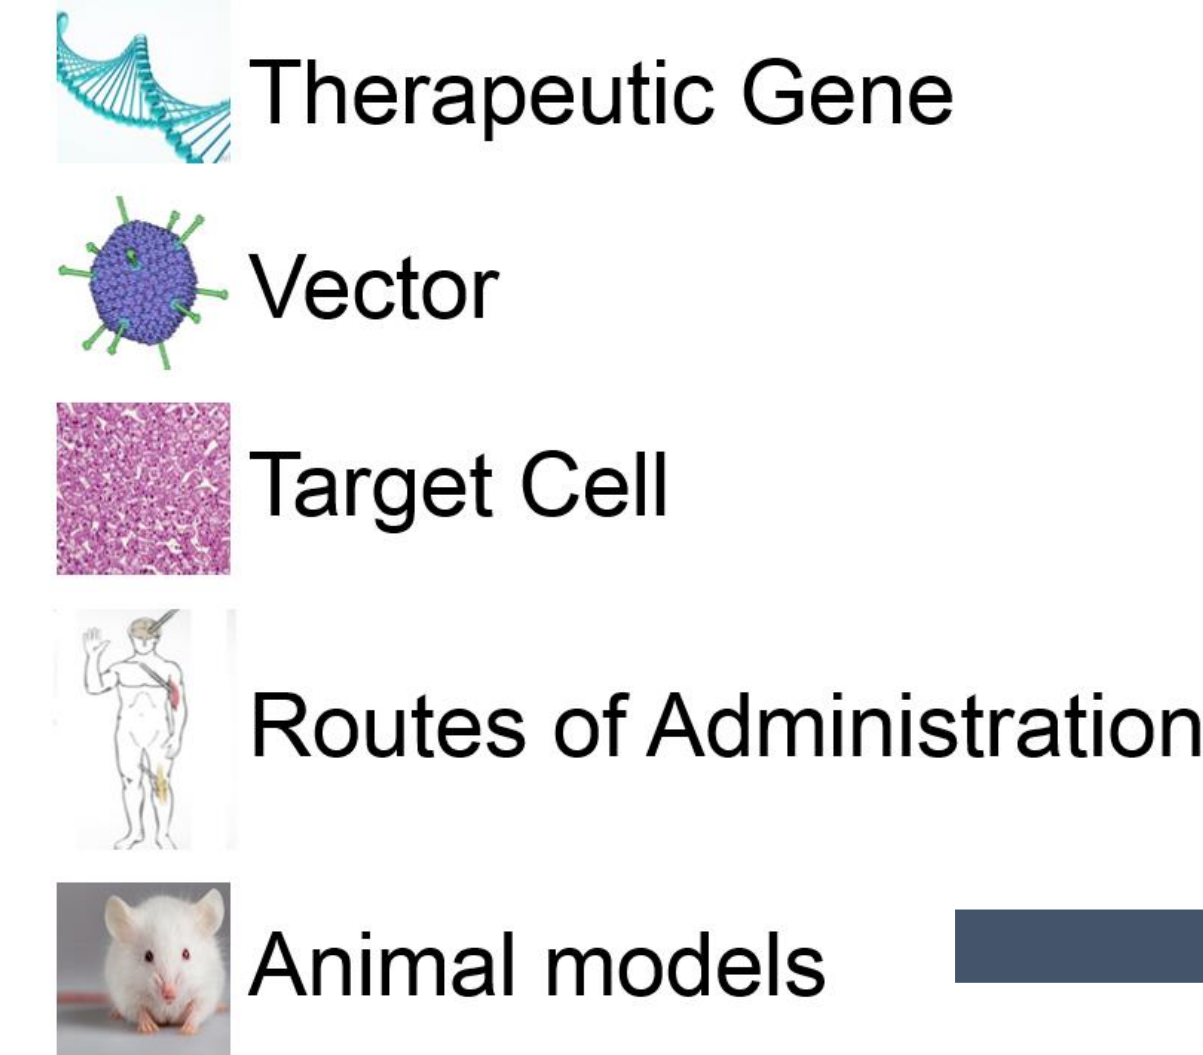 Therapeutic Gene
Vector
Target Cell
Routes of Administration
Animal models